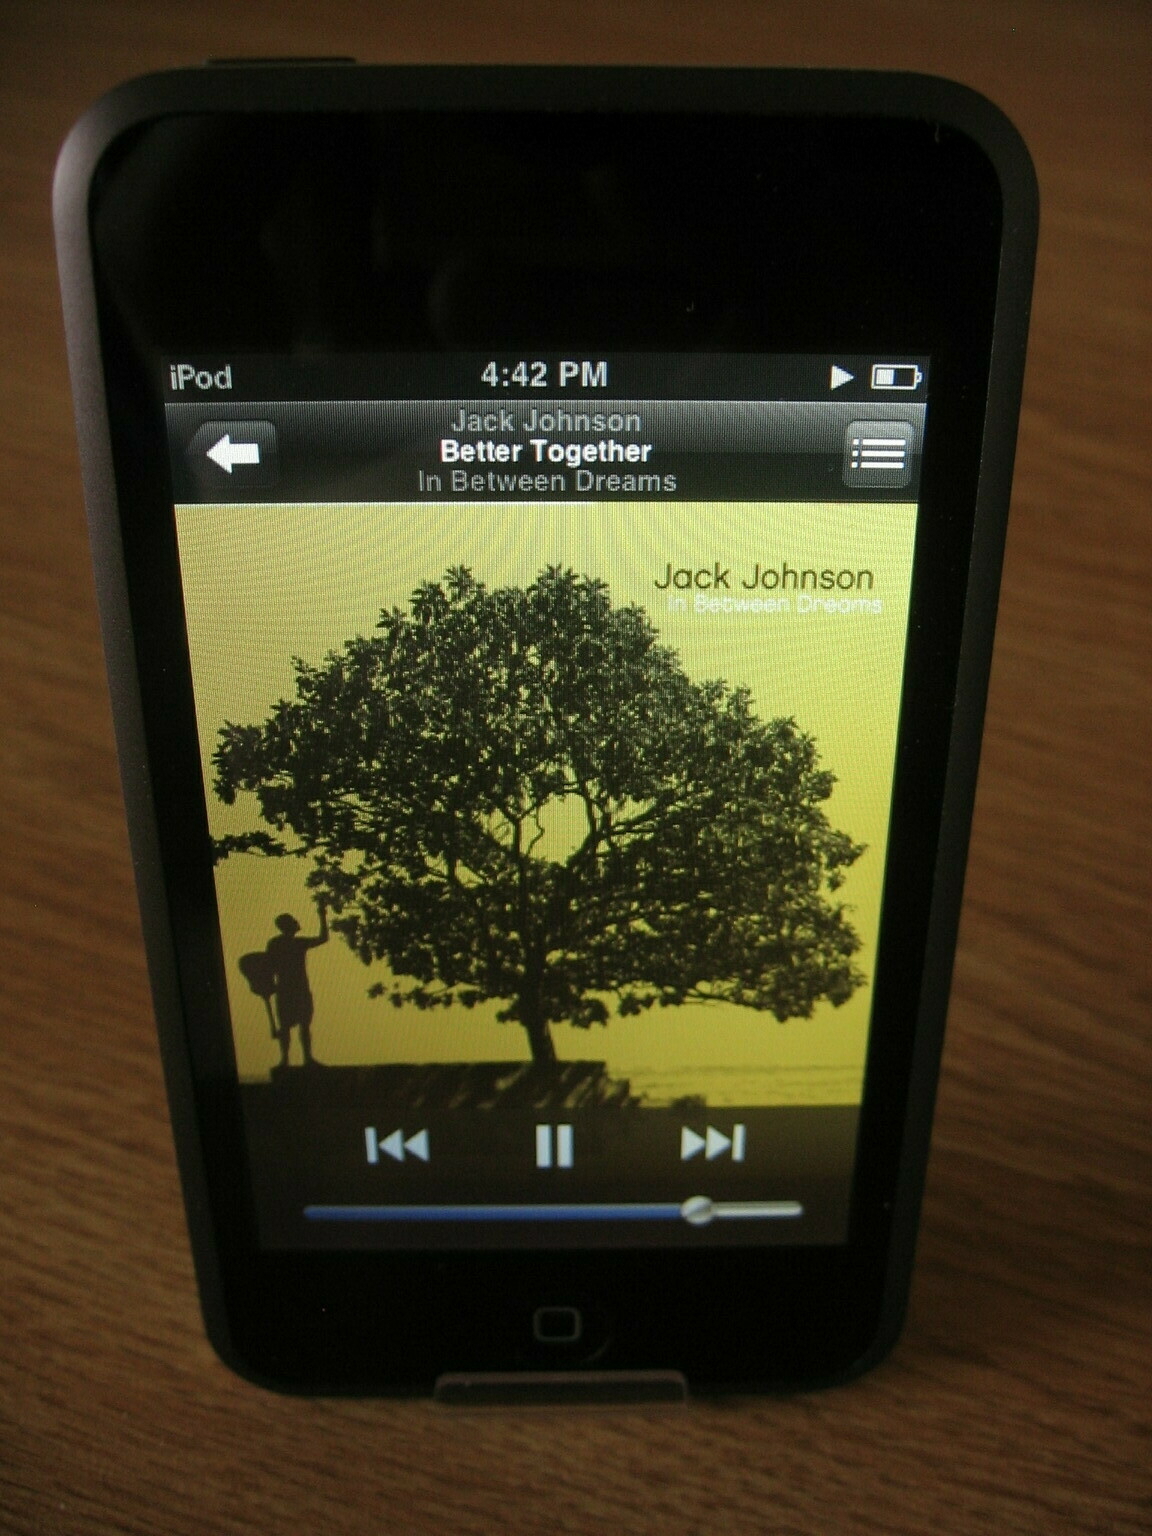 iPod 4:42 PM
Jack Johnson
Better Together
In Between Dreams
Jack Johnson
In Between Dreams